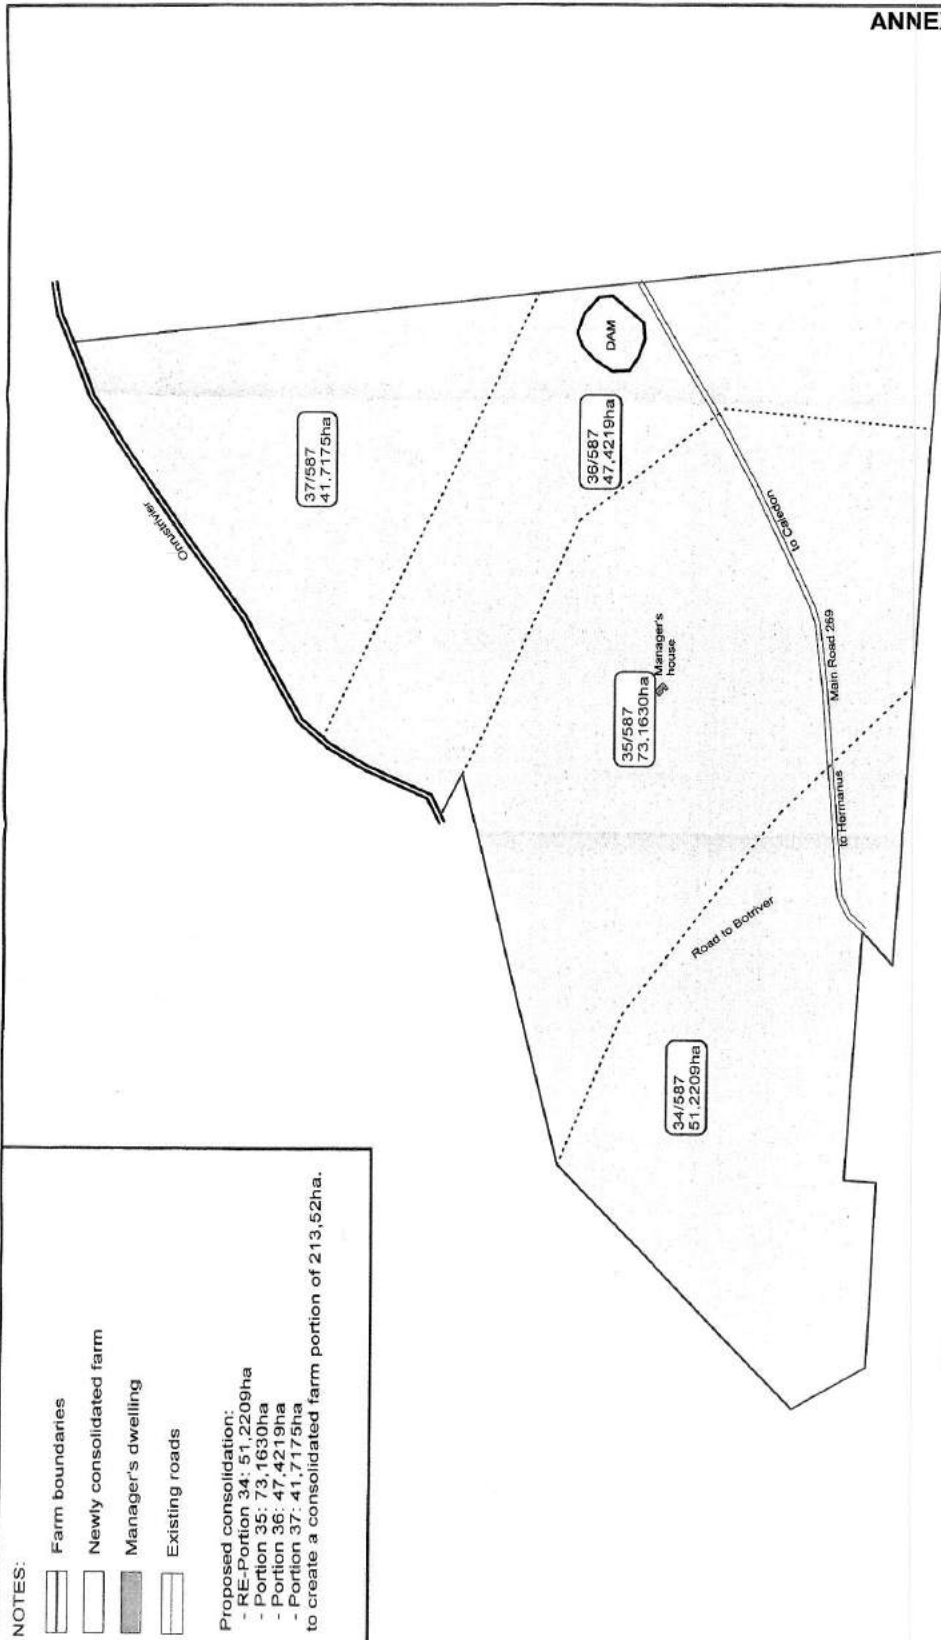 ANNEX
NOTES:
Farm boundaries
Newly consolidated farm
Manager's dwelling
Existing roads
Proposed consolidation:
- RE-Portion 34: 51,2209ha
- Portion 35: 73,1630ha
- Portion 36: 47,4219ha
- Portion 37: 41,7175ha
to create a consolidated farm portion of 213,52ha.
Onrustrivier
37/587
41,7175ha
36/587
47,4219ha
DAM
35/587
73,1630ha
Manager's
house
to Caledon
Main Road 269
to Hermanus
Road to Botriver
34/587
51.2209ha